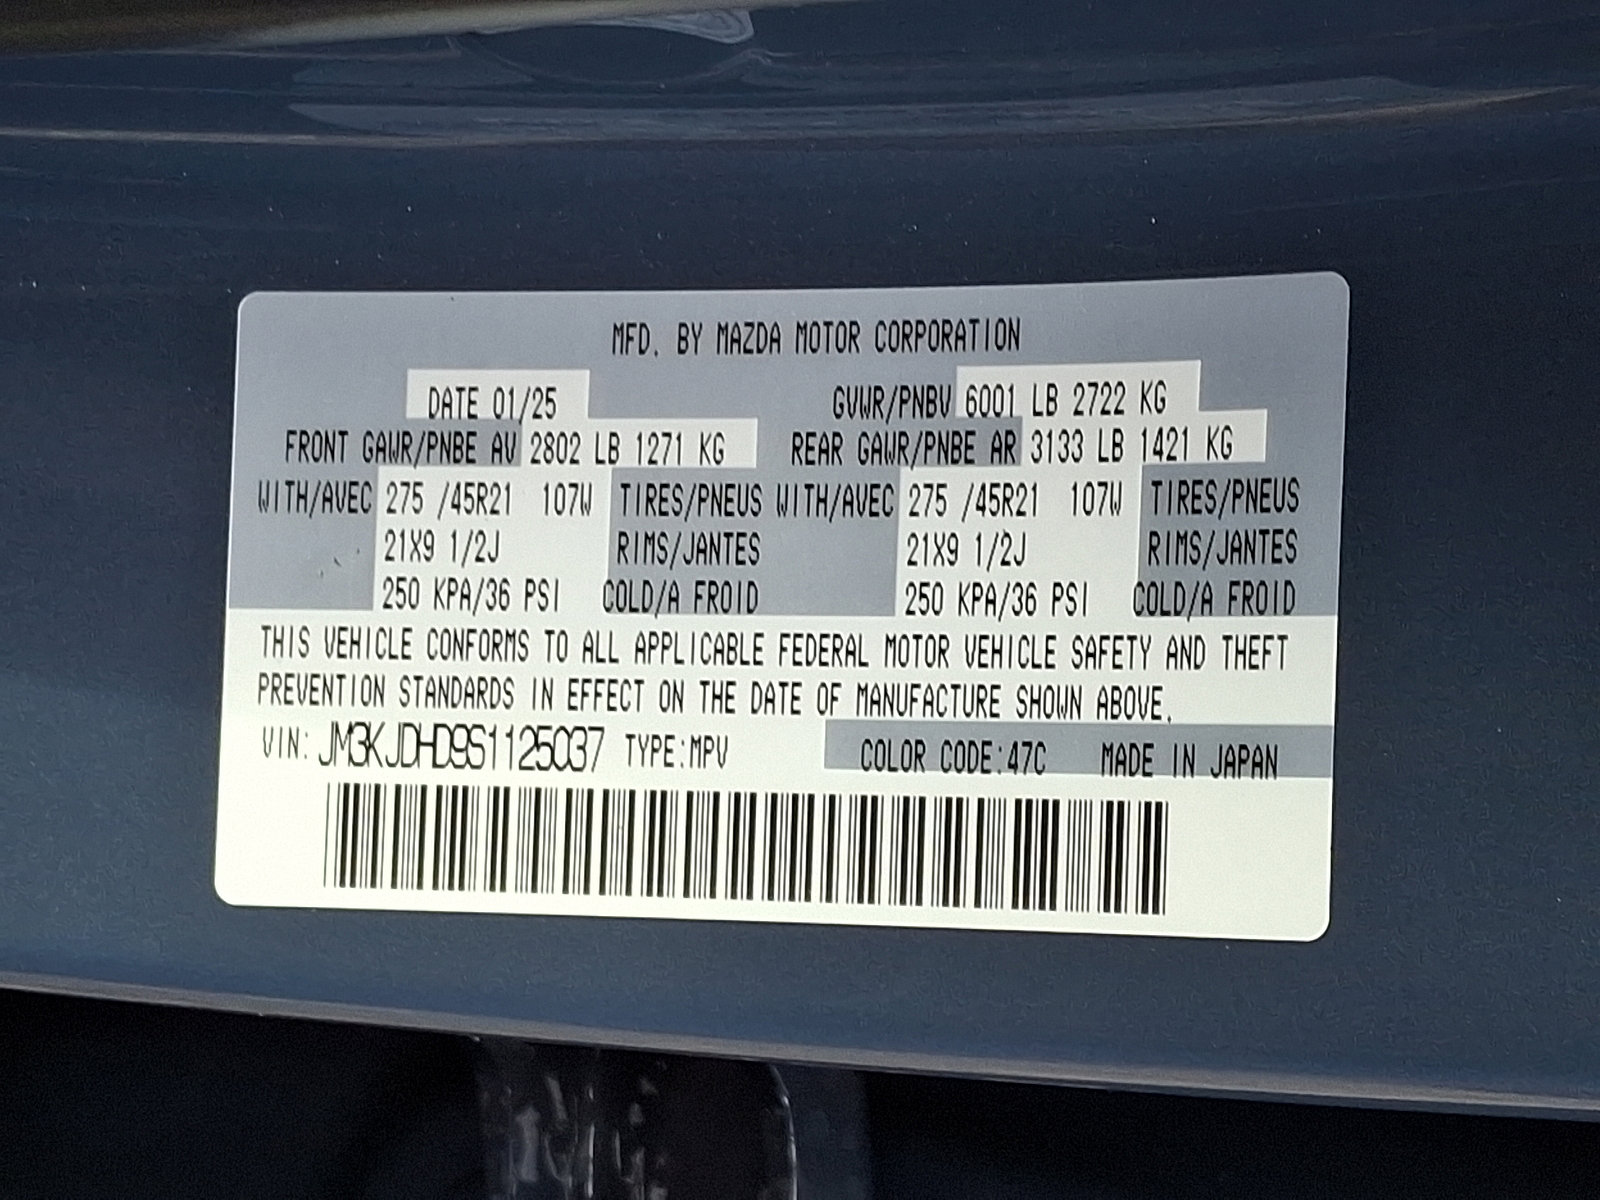 MFD. BY MAZDA MOTOR CORPORATION
DATE 01/25 GVWR/PNBV 6001 LB 2722 KG
FRONT GAWR/PNBE AV 2802 LB 1271 KG REAR GAWR/PNBE AR 3133 LB 1421 KG
WITH/AVEC 275 /45R21 107W TIRES/PNEUS WITH/AVEC 275 /45R21 107W TIRES/PNEUS
21X9 1/2J RIMS/JANTES 21X9 1/2J RIMS/JANTES
250 KPA/36 PSI COLD/A FROID 250 KPA/36 PSI COLD/A FROID
THIS VEHICLE CONFORMS TO ALL APPLICABLE FEDERAL MOTOR VEHICLE SAFETY AND THEFT
PREVENTION STANDARDS IN EFFECT ON THE DATE OF MANUFACTURE SHOWN ABOVE.
VIN: JM3KJDHD9S1125037 TYPE:MPV COLOR CODE:47C MADE IN JAPAN